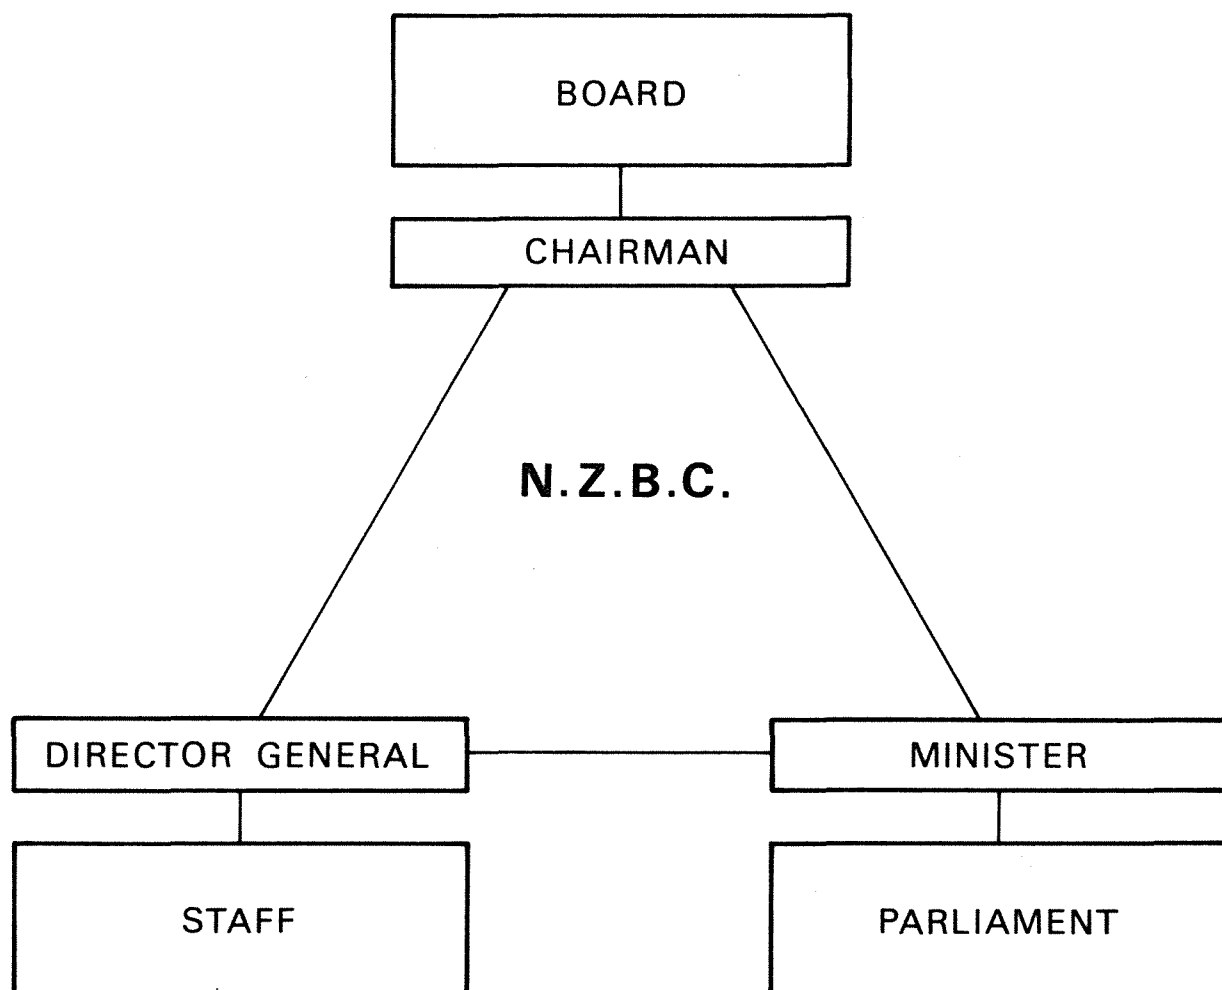 BOARD
CHAIRMAN
N.Z.B.C.
DIRECTOR GENERAL
MINISTER
STAFF
PARLIAMENT